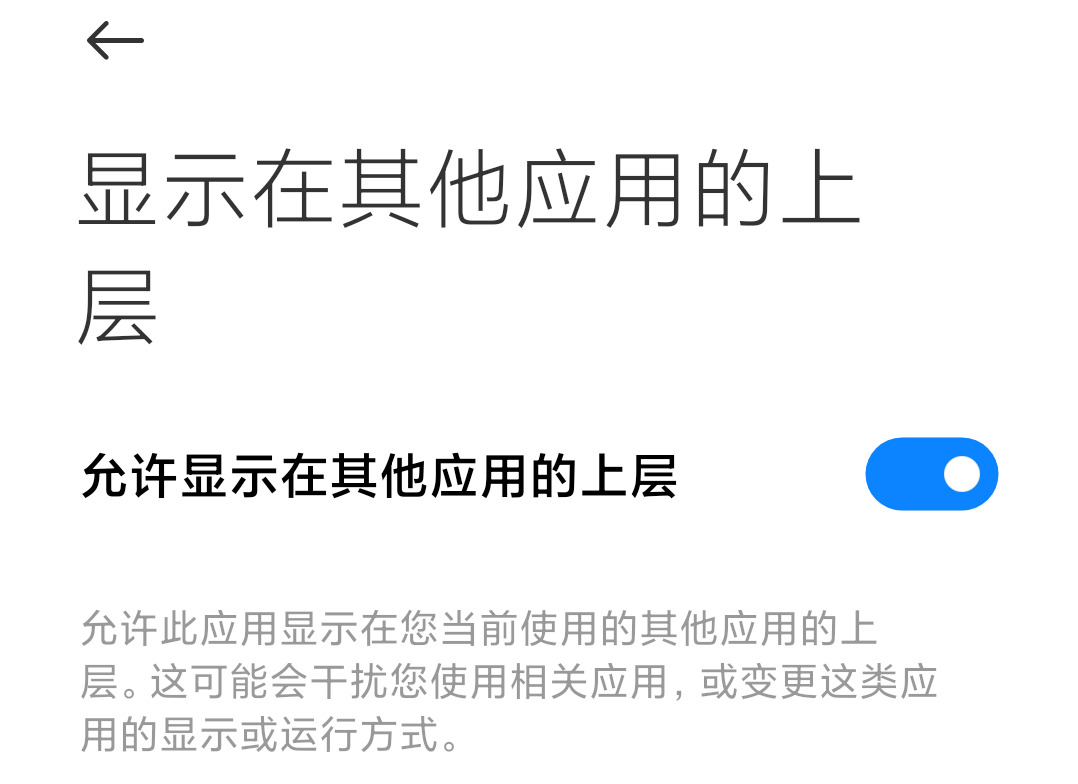 显示在其他应用的上
层
允许显示在其他应用的上层
允许此应用显示在您当前使用的其他应用的上
层。这可能会干扰您使用相关应用，或变更这类应
用的显示或运行方式。